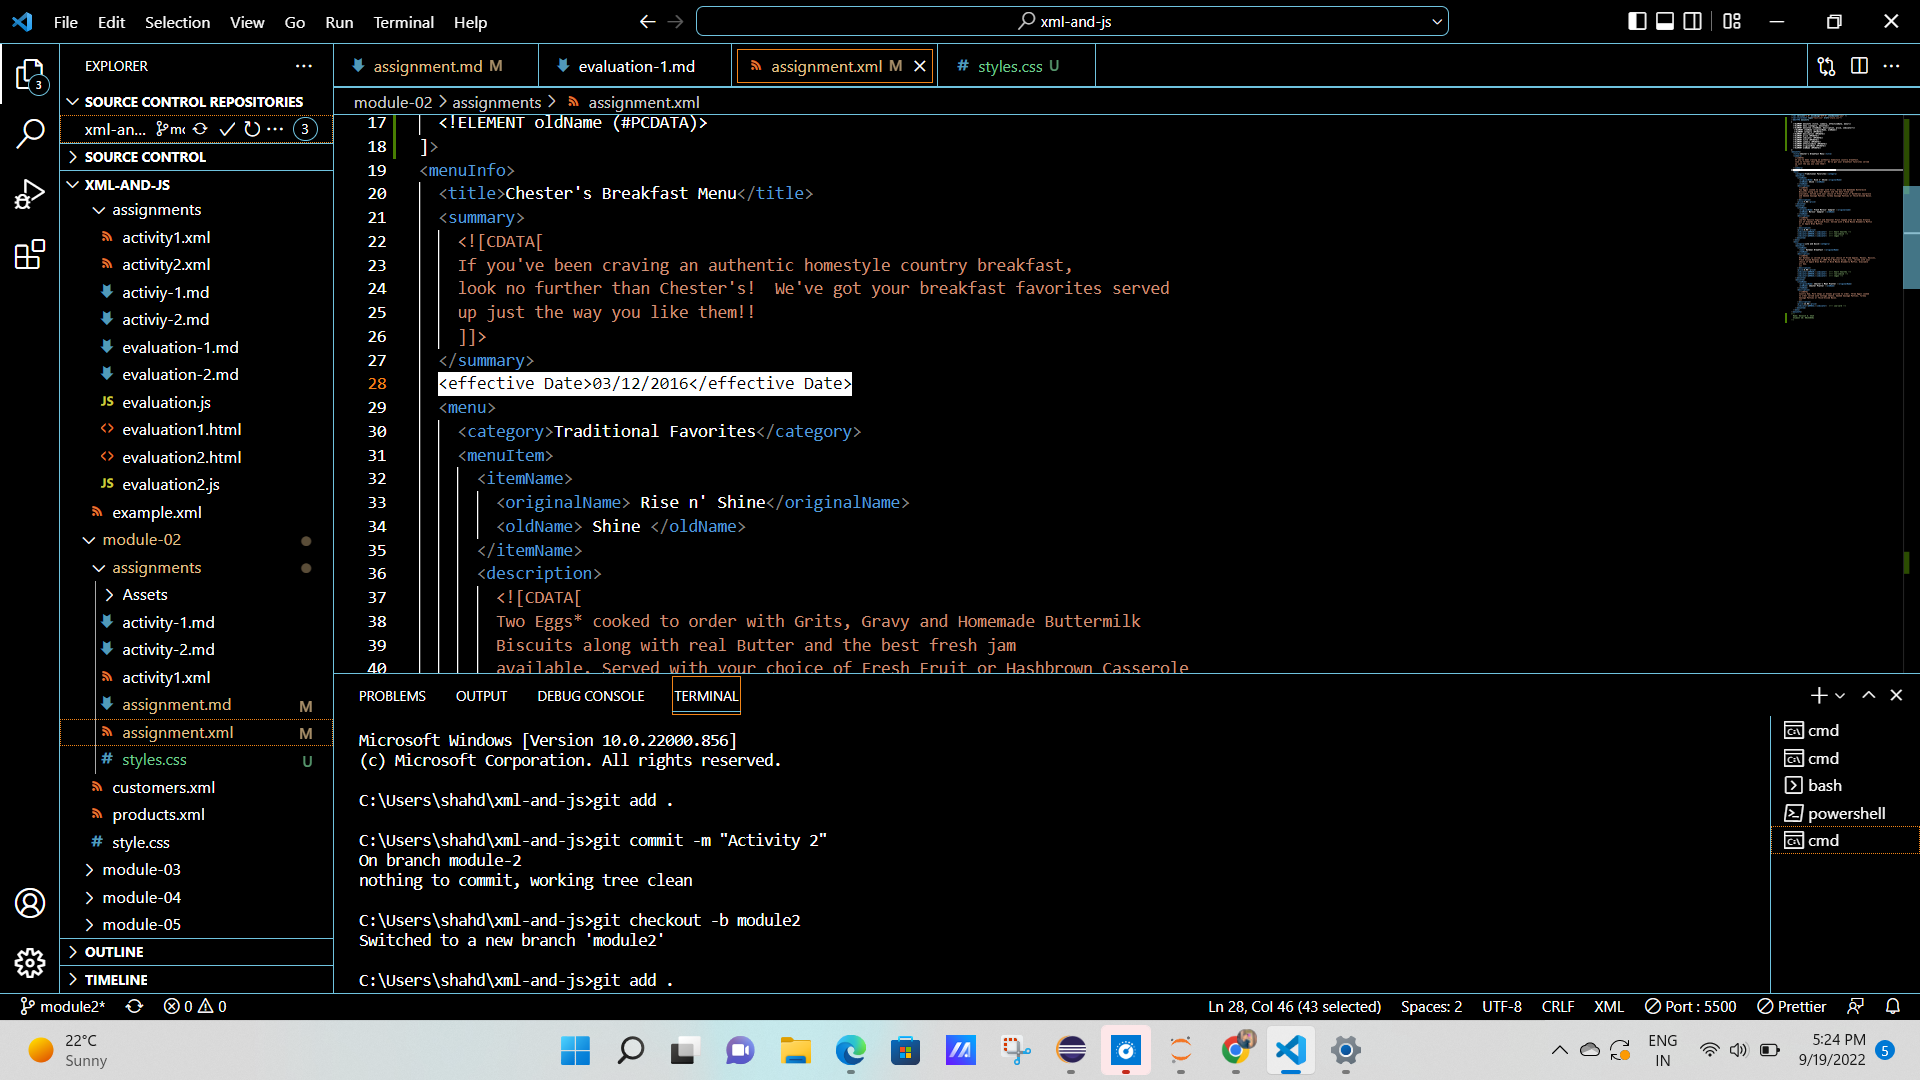 File Edit Selection View Go Run Terminal Help
xml-and-js
EXPLORER
assignment.md M
evaluation-1.md
assignment.xml M
# styles.css U
SOURCE CONTROL REPOSITORIES
module-02 > assignments > assignment.xml
xml-an... 3
SOURCE CONTROL
XML-AND-JS
assignments
activity1.xml
activity2.xml
activiy-1.md
activiy-2.md
evaluation-1.md
evaluation-2.md
JS evaluation.js
<> evaluation1.html
<> evaluation2.html
JS evaluation2.js
example.xml
module-02
assignments
Assets
activity-1.md
activity-2.md
activity1.xml
assignment.md M
assignment.xml M
# styles.css U
customers.xml
products.xml
# style.css
module-03
module-04
module-05
OUTLINE
TIMELINE
3
17 <!ELEMENT oldName (#PCDATA)>
18 ]>
19 <menuInfo>
20 <title>Chester's Breakfast Menu</title>
21 <summary>
22 <![CDATA[
23 If you've been craving an authentic homestyle country breakfast,
24 look no further than Chester's!  We've got your breakfast favorites served
25 up just the way you like them!!
26 ]]>
27 </summary>
28 <effective Date>03/12/2016</effective Date>
29 <menu>
30 <category>Traditional Favorites</category>
31 <menuItem>
32 <itemName>
33 <originalName> Rise n' Shine</originalName>
34 <oldName> Shine </oldName>
35 </itemName>
36 <description>
37 <![CDATA[
38 Two Eggs* cooked to order with Grits, Gravy and Homemade Buttermilk
39 Biscuits along with real Butter and the best fresh jam
40 available. Served with your choice of Fresh Fruit or Hashbrown Casserole
PROBLEMS OUTPUT DEBUG CONSOLE TERMINAL
Microsoft Windows [Version 10.0.22000.856]
(c) Microsoft Corporation. All rights reserved.
C:\Users\shahd\xml-and-js>git add .
C:\Users\shahd\xml-and-js>git commit -m "Activity 2"
On branch module-2
nothing to commit, working tree clean
C:\Users\shahd\xml-and-js>git checkout -b module2
Switched to a new branch 'module2'
C:\Users\shahd\xml-and-js>git add .
cmd
cmd
bash
powershell
cmd
module2* 0 0 Ln 28, Col 46 (43 selected) Spaces: 2 UTF-8 CRLF XML Port : 5500 Prettier
22°C
Sunny
ENG
IN
5:24 PM
9/19/2022
5